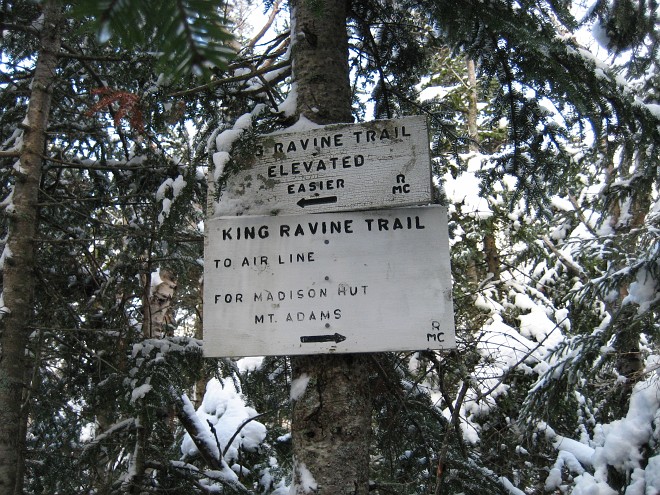 RAVINE TRAIL
ELEVATED
EASIER
R
MC
KING RAVINE TRAIL
TO AIR LINE
FOR MADISON HUT
MT. ADAMS
R
MC